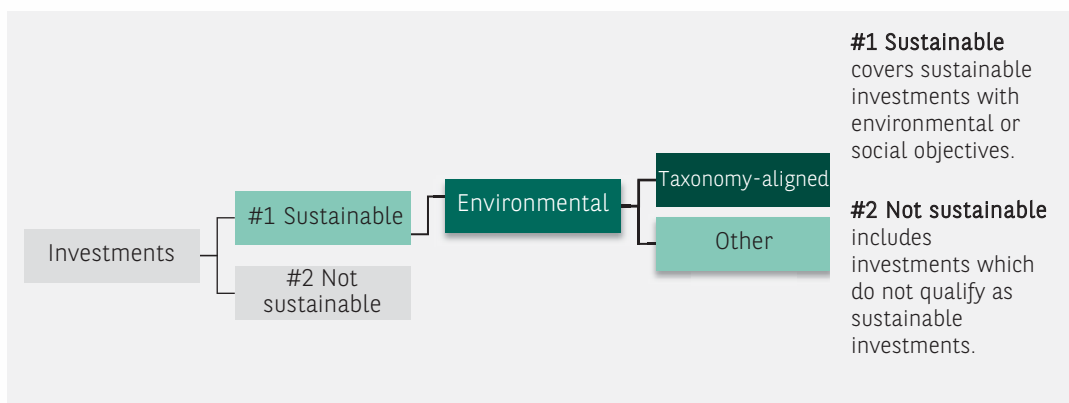 Investments
#1 Sustainable
#2 Not
sustainable
Environmental
Taxonomy-aligned
Other
#1 Sustainable
covers sustainable
investments with
environmental or
social objectives.
#2 Not sustainable
includes
investments which
do not qualify as
sustainable
investments.